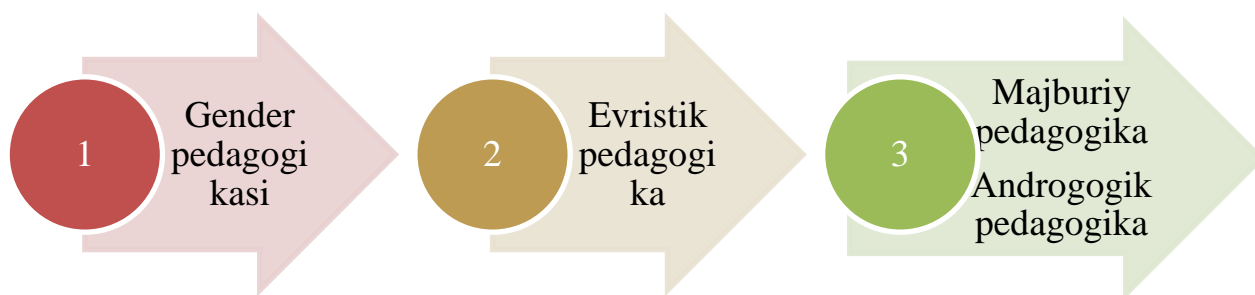 1
Gender
pedagogi
kasi
2
Evristik
pedagogi
ka
3
Majburiy
pedagogika
Androgogik
pedagogika